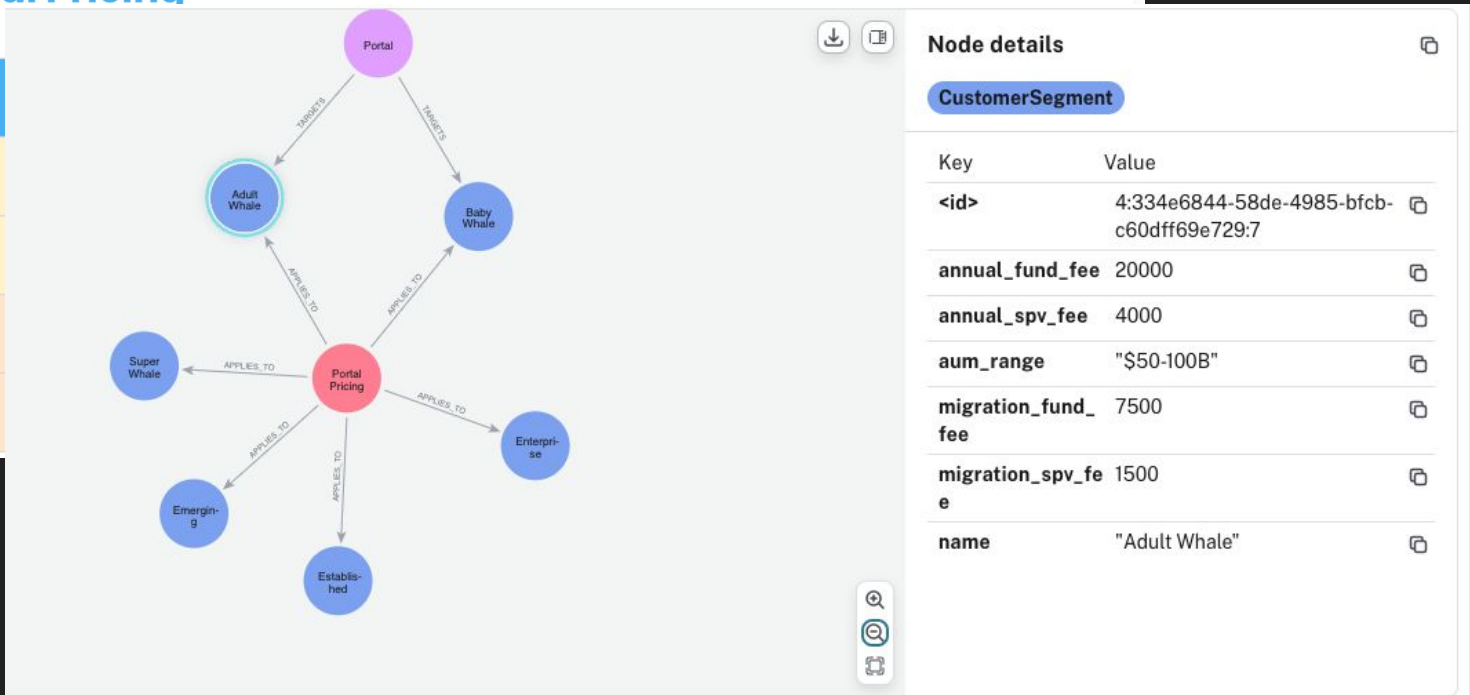 Portal
TARGETS
TARGETS
Adult
Whale
Baby
Whale
APPLIES_TO
APPLIES_TO
Super
Whale
APPLIES_TO
Portal
Pricing
APPLIES_TO
Enterpri-
se
APPLIES_TO
APPLIES_TO
Emergin-
g
Establis-
hed
Node details
CustomerSegment
Key Value
<id> 4:334e6844-58de-4985-bfcb-
c60dff69e729:7
annual_fund_fee 20000
annual_spv_fee 4000
aum_range "$50-100B"
migration_fund_ 7500
fee
migration_spv_fe 1500
e
name "Adult Whale"